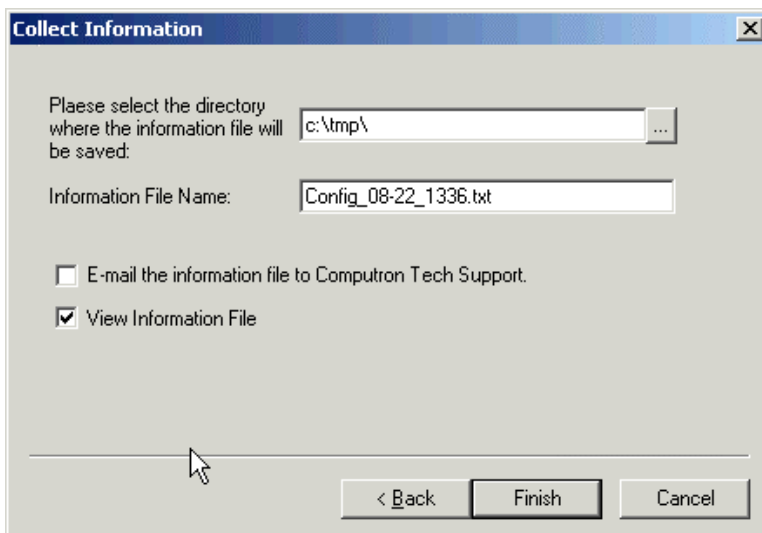 Collect Information
Plaese select the directory
where the information file will
be saved:
c:\tmp\
...
Information File Name:
Config_08-22_1336.txt
E-mail the information file to Computron Tech Support.
View Information File
< Back
Finish
Cancel